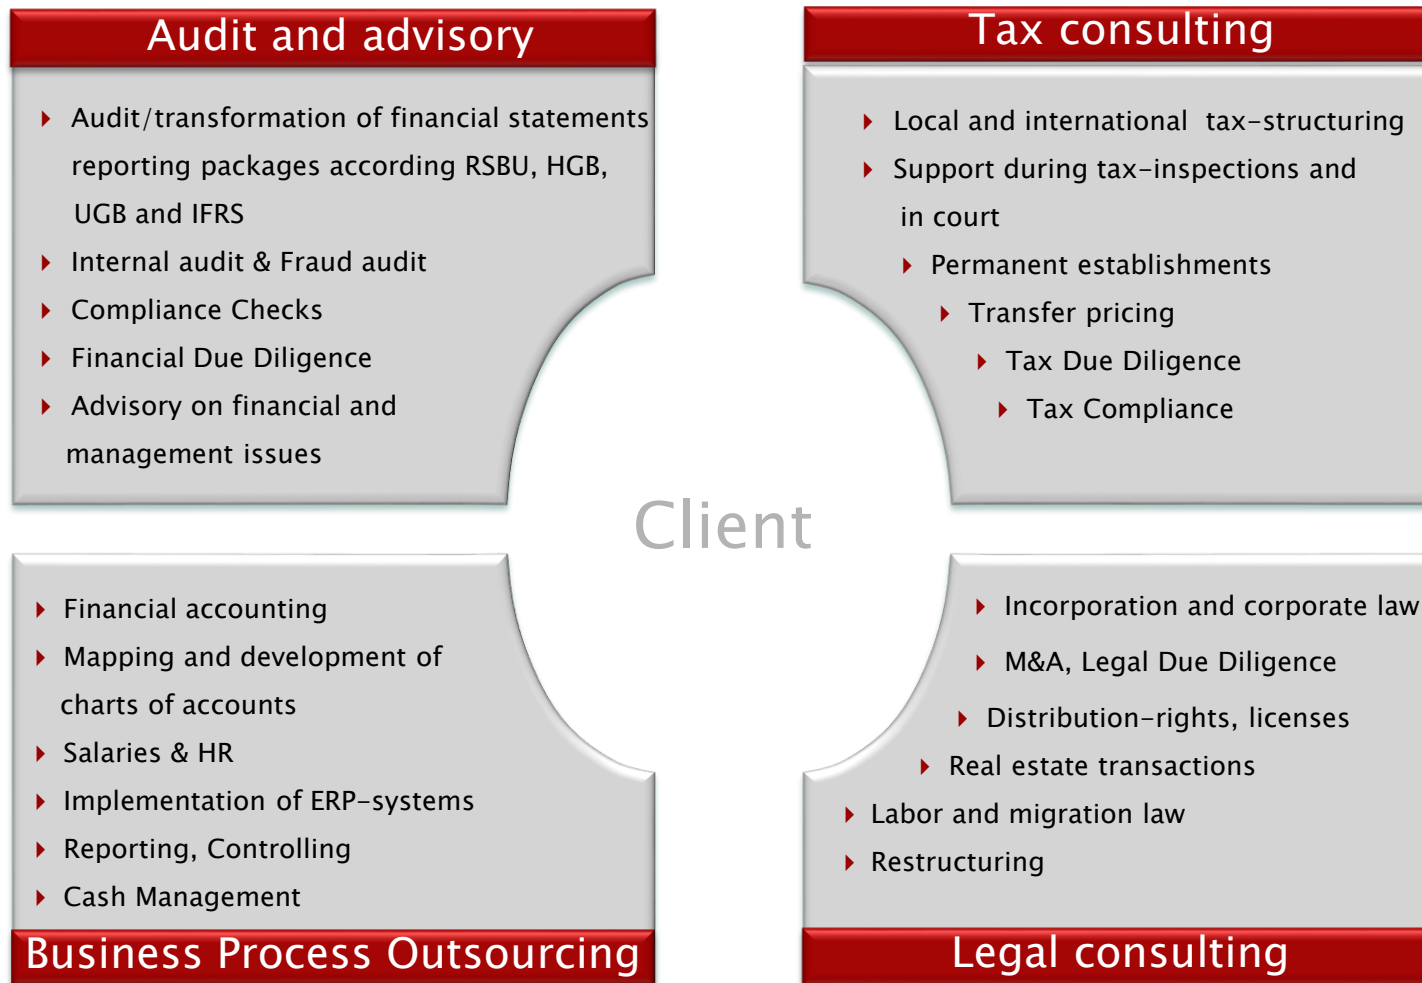 Audit and advisory
Audit/transformation of financial statements
reporting packages according RSBU, HGB,
UGB and IFRS
Internal audit & Fraud audit
Compliance Checks
Financial Due Diligence
Advisory on financial and
management issues
Tax consulting
Local and international tax-structuring
Support during tax-inspections and
in court
Permanent establishments
Transfer pricing
Tax Due Diligence
Tax Compliance
Client
Financial accounting
Mapping and development of
charts of accounts
Salaries & HR
Implementation of ERP-systems
Reporting, Controlling
Cash Management
Business Process Outsourcing
Incorporation and corporate law
M&A, Legal Due Diligence
Distribution-rights, licenses
Real estate transactions
Labor and migration law
Restructuring
Legal consulting